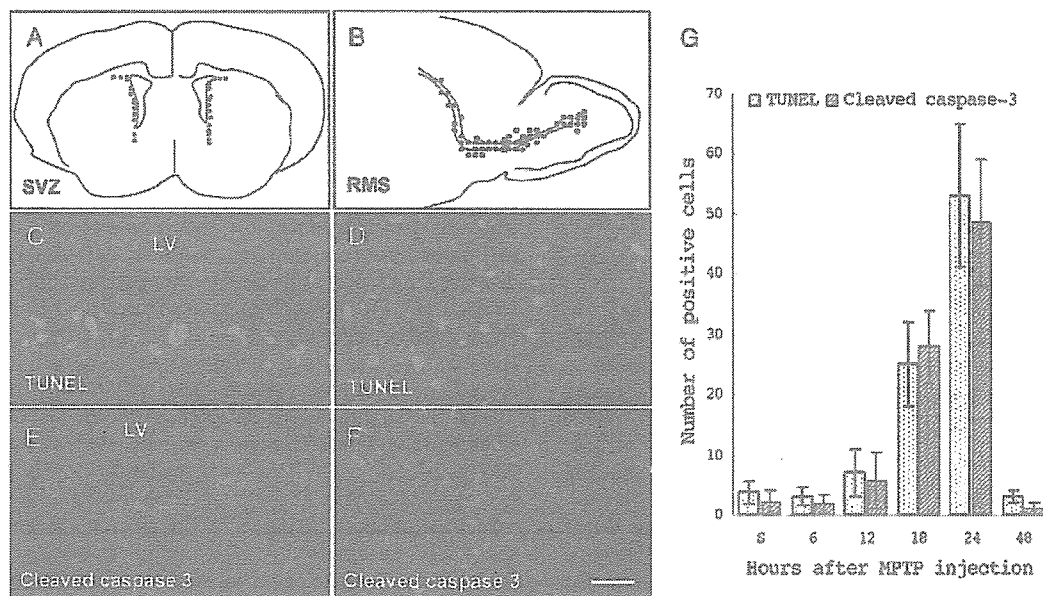 A
SVZ
B
RMS
C
LV
TUNEL
D
TUNEL
E
LV
Cleaved caspase 3
F
Cleaved caspase 3
G
TUNEL Cleaved caspase-3
Number of positive cells
70
60
50
40
30
20
10
0
S 6 12 18 24 48
Hours after MPTP injection